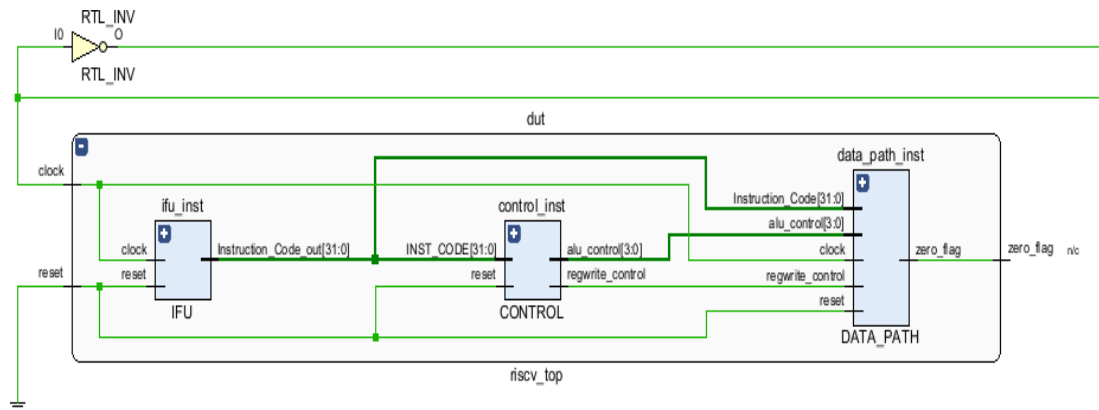 RTL_INV
I0
O
RTL_INV
dut
clock
data_path_inst
ifu_inst
control_inst
Instruction_Code[31:0]
alu_control[3:0]
clock
Instruction_Code_out[31:0]
INST_CODE[31:0]
alu_control[3:0]
clock
zero_flag
zero_flag
n/c
reset
reset
reset
regwrite_control
regwrite_control
reset
IFU
CONTROL
DATA_PATH
riscv_top